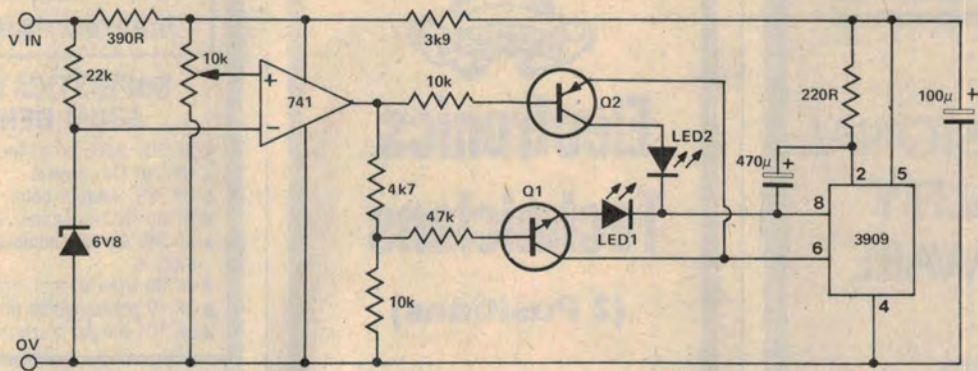 V IN
390R
3k9
22k
10k
741
+
−
10k
Q2
LED2
220R
100µ
+
470µ
+
4k7
Q1
47k
LED1
2
5
8
6
3909
4
6V8
10k
0V